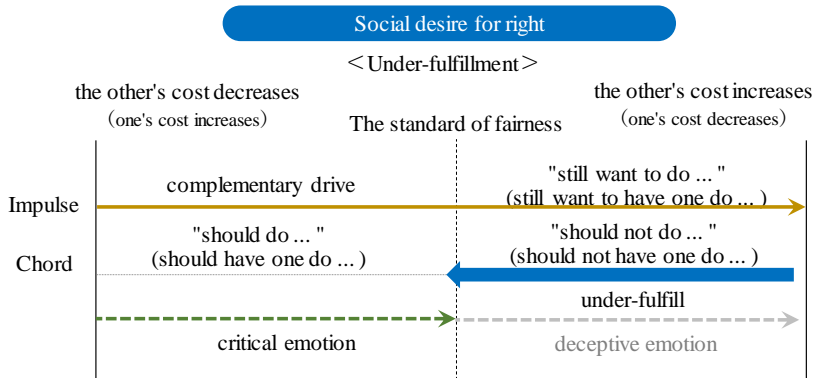 Social desire for right
＜Under-fulfillment＞
the other's cost decreases
（one's cost increases）
the other's cost increases
（one's cost decreases）
The standard of fairness
Impulse
complementary drive
"still want to do ... "
(still want to have one do ... )
Chord
"should do ... "
(should have one do ... )
"should not do ... "
(should not have one do ... )
under-fulfill
critical emotion
deceptive emotion